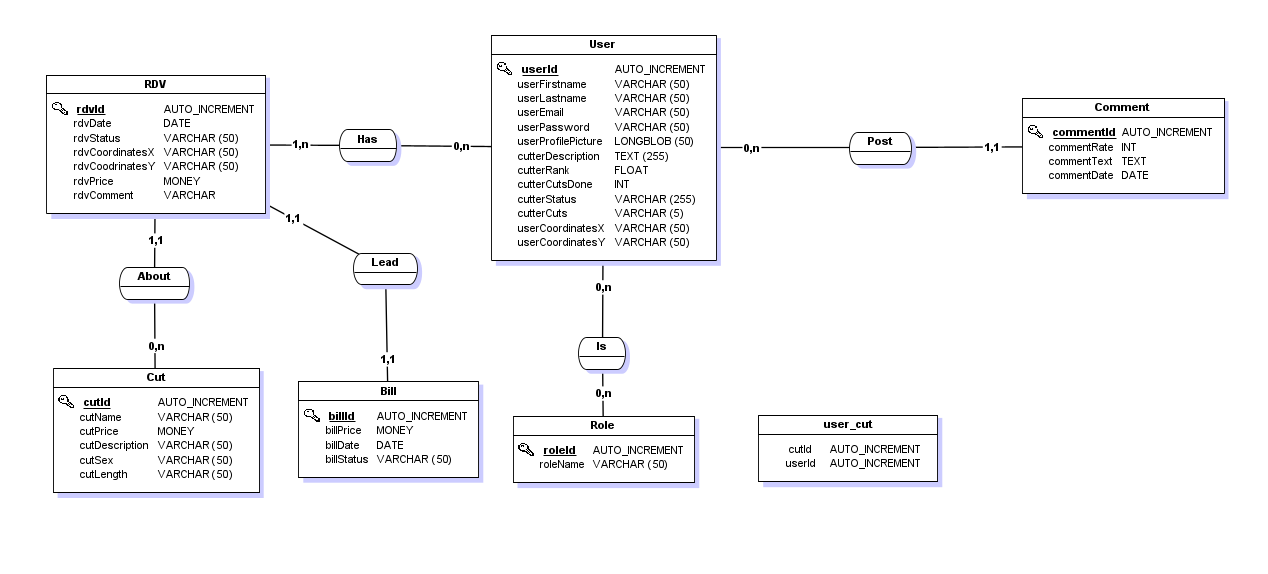 User
userId AUTO_INCREMENT
userFirstname VARCHAR (50)
userLastname VARCHAR (50)
userEmail VARCHAR (50)
userPassword VARCHAR (50)
userProfilePicture LONGBLOB (50)
cutterDescription TEXT (255)
cutterRank FLOAT
cutterCutsDone INT
cutterStatus VARCHAR (255)
cutterCuts VARCHAR (5)
userCoordinatesX VARCHAR (50)
userCoordinatesY VARCHAR (50)
RDV
rdvId AUTO_INCREMENT
rdvDate DATE
rdvStatus VARCHAR (50)
rdvCoordinatesX VARCHAR (50)
rdvCoodrinatesY VARCHAR (50)
rdvPrice MONEY
rdvComment VARCHAR
1,n
Has
0,n
0,n
Post
1,1
Comment
commentId AUTO_INCREMENT
commentRate INT
commentText TEXT
commentDate DATE
1,1
About
0,n
1,1
Lead
1,1
0,n
Is
0,n
Cut
cutId AUTO_INCREMENT
cutName VARCHAR (50)
cutPrice MONEY
cutDescription VARCHAR (50)
cutSex VARCHAR (50)
cutLength VARCHAR (50)
Bill
billId AUTO_INCREMENT
billPrice MONEY
billDate DATE
billStatus VARCHAR (50)
Role
roleId AUTO_INCREMENT
roleName VARCHAR (50)
user_cut
cutId AUTO_INCREMENT
userId AUTO_INCREMENT